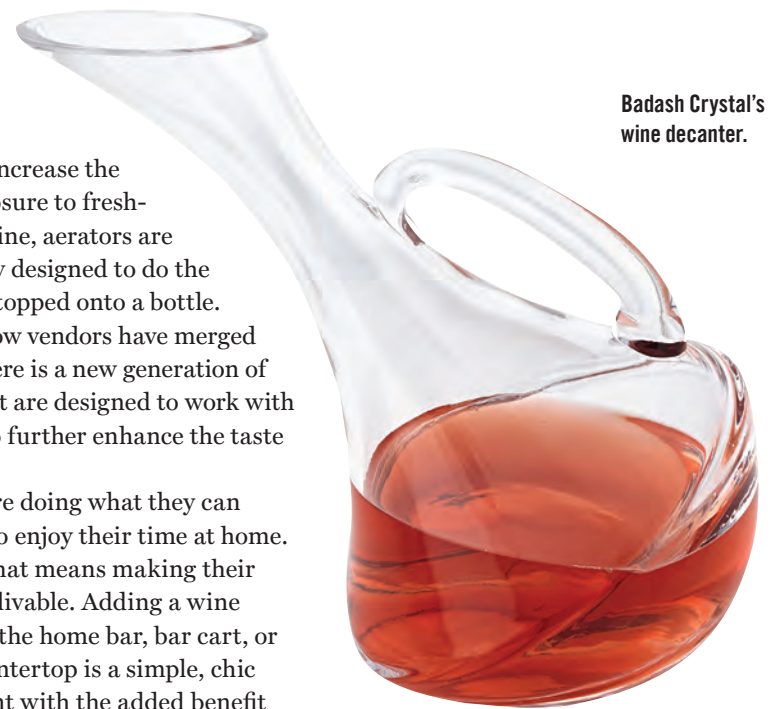 Badash Crystal's
wine decanter.
ncrease the
osure to fresh-
ine, aerators are
y designed to do the
topped onto a bottle.
ow vendors have merged
ere is a new generation of
t are designed to work with
o further enhance the taste
re doing what they can
o enjoy their time at home.
hat means making their
livable. Adding a wine
the home bar, bar cart, or
ntertop is a simple, chic
nt with the added benefit